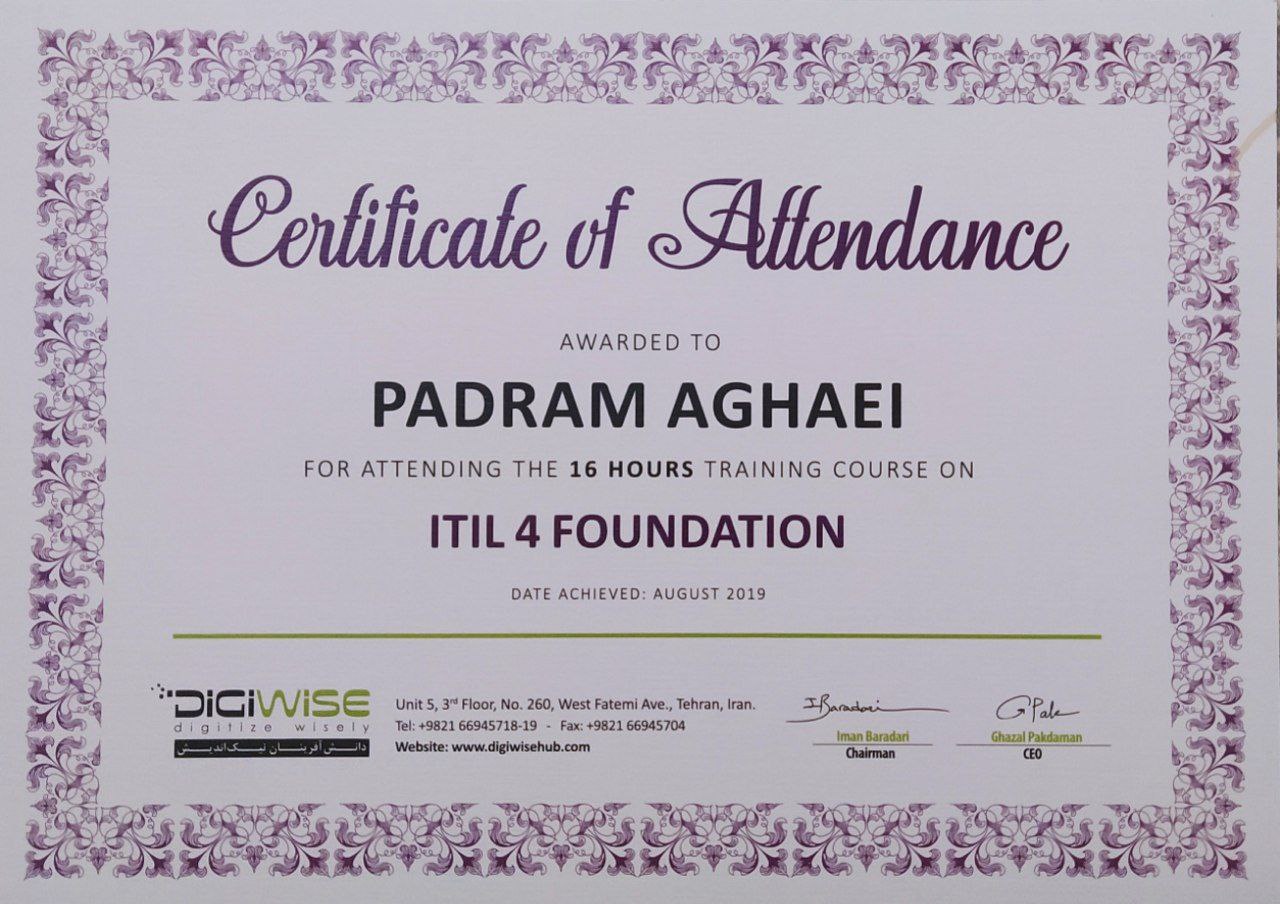 Certificate of Attendance
AWARDED TO
PADRAM AGHAEI
FOR ATTENDING THE 16 HOURS TRAINING COURSE ON
ITIL 4 FOUNDATION
DATE ACHIEVED: AUGUST 2019
DiGiWiSE
digitize wisely
دانش آفرینان نیک اندیش
Unit 5, 3rd Floor, No. 260, West Fatemi Ave., Tehran, Iran.
Tel: +9821 66945718-19 - Fax: +9821 66945704
Website: www.digiwisehub.com
I.Baradari
Iman Baradari
Chairman
G.Pak
Ghazal Pakdaman
CEO